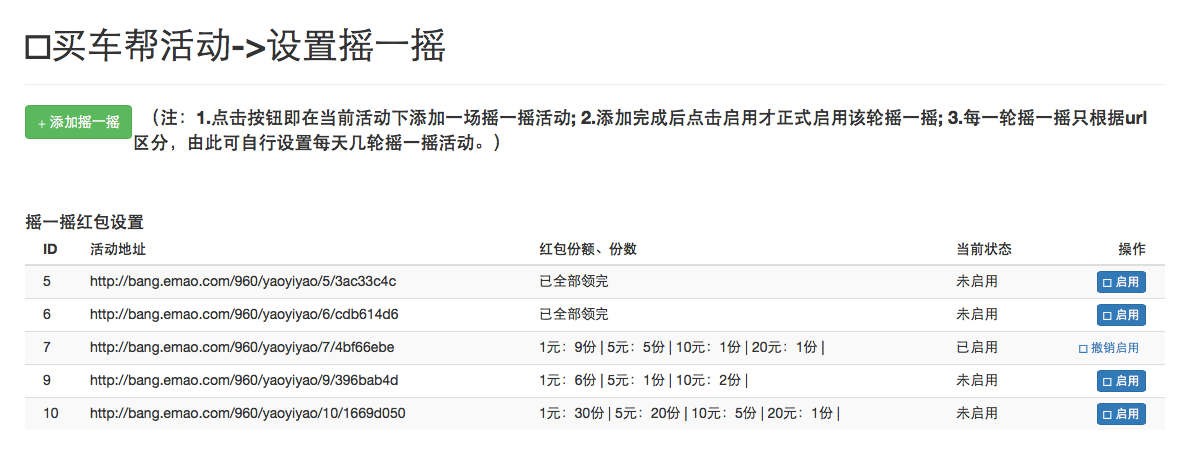 买车帮活动->设置摇一摇
+ 添加摇一摇 （注：1.点击按钮即在当前活动下添加一场摇一摇活动; 2.添加完成后点击启用才正式启用该轮摇一摇; 3.每一轮摇一摇只根据url
区分，由此可自行设置每天几轮摇一摇活动。）
摇一摇红包设置
ID 活动地址 红包份额、份数 当前状态 操作
5 http://bang.emao.com/960/yaoyiyao/5/3ac33c4c 已全部领完 未启用 启用
6 http://bang.emao.com/960/yaoyiyao/6/cdb614d6 已全部领完 未启用 启用
7 http://bang.emao.com/960/yaoyiyao/7/4bf66ebe 1元：9份 | 5元：5份 | 10元：1份 | 20元：1份 | 已启用 撤销启用
9 http://bang.emao.com/960/yaoyiyao/9/396bab4d 1元：6份 | 5元：1份 | 10元：2份 | 未启用 启用
10 http://bang.emao.com/960/yaoyiyao/10/1669d050 1元：30份 | 5元：20份 | 10元：5份 | 20元：1份 | 未启用 启用